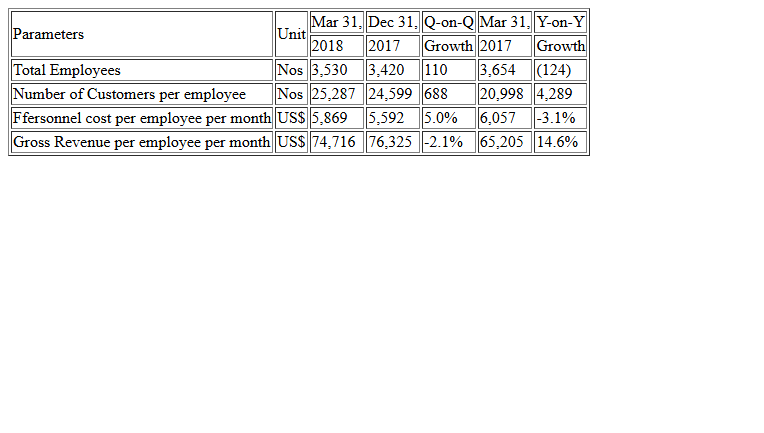 Parameters Unit Mar 31, Dec 31, Q-on-Q Mar 31, Y-on-Y
2018 2017 Growth 2017 Growth
Total Employees Nos 3,530 3,420 110 3,654 (124)
Number of Customers per employee Nos 25,287 24,599 688 20,998 4,289
Ffersonnel cost per employee per month US$ 5,869 5,592 5.0% 6,057 -3.1%
Gross Revenue per employee per month US$ 74,716 76,325 -2.1% 65,205 14.6%